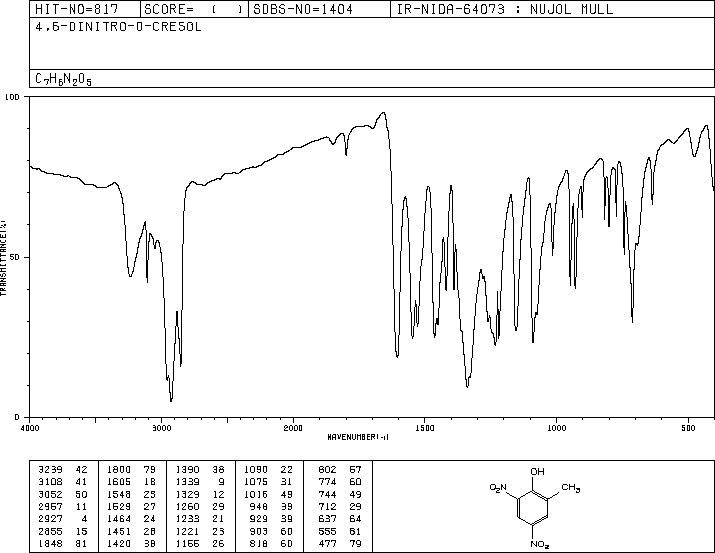 HIT-NO=817 SCORE= ( ) SDBS-NO=1404 IR-NIDA-64073 : NUJOL MULL
4,6-DINITRO-O-CRESOL
C7H6N2O5
100
50
0
TRANSMITTANCE(%)
4000 3000 2000 1500 1000 500
WAVENUMBER(-1)
3239 42 1800 79 1390 38 1090 22 802 57
3108 41 1605 18 1339 9 1075 31 774 60
3052 50 1548 23 1329 12 1016 49 744 49
2957 11 1529 27 1260 29 948 39 712 29
2927 4 1464 24 1233 21 929 39 637 64
2855 15 1451 28 1221 23 903 60 555 81
1848 81 1420 38 1155 26 818 60 477 79
OH
O2N
CH3
NO2